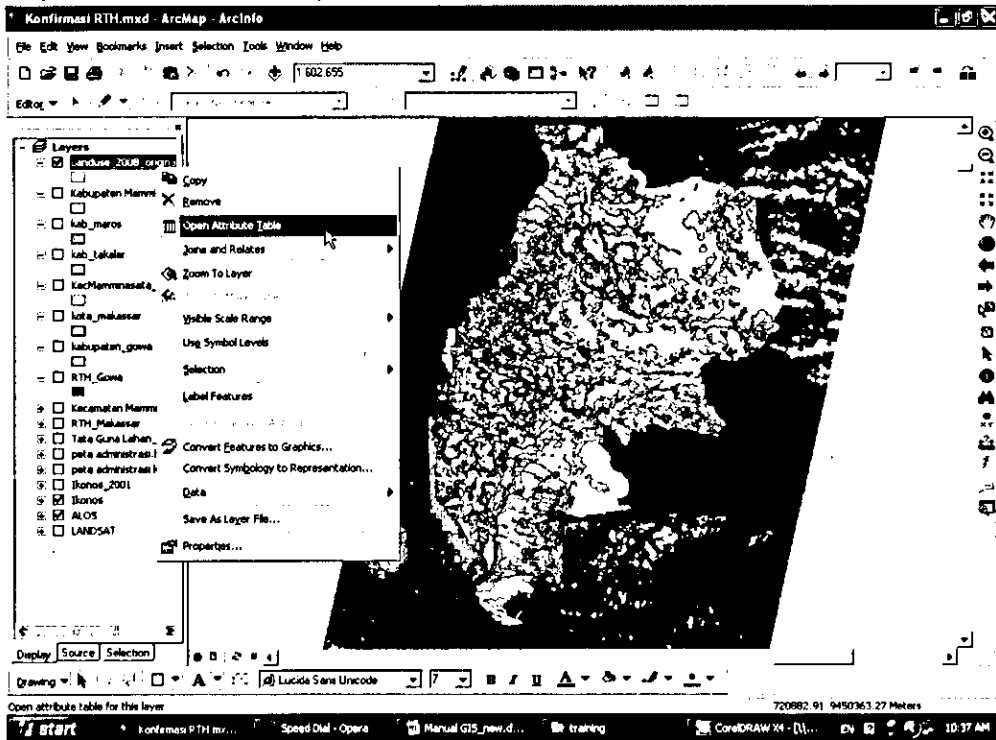 Konfirmasi RTH.mxd - ArcMap - ArcInfo
File Edit View Bookmarks Insert Selection Tools Window Help
1:602.655
Editor
Layers
Landuse_2008_origin
Kabupaten Mammi
kab_maros
kab_takalar
KecMammnasata_
kota_makassar
kabupaten_gowa
RTH_Gowa
Kecamatan Mammi
RTH_Makassar
Tata Guna Lahan_
peta administrasi
peta administrasi
Ikonos_2001
Ikonos
ALOS
LANDSAT
Copy
Remove
Open Attribute Table
Joins and Relates
Zoom To Layer
Visible Scale Range
Use Symbol Levels
Selection
Label Features
Convert Features to Graphics...
Convert Symbology to Representation...
Data
Save As Layer File...
Properties...
Display Source Selection
Drawing A Lucida Sans Unicode 7 B I U A
Open attribute table for this layer
720882.91 9450363.27 Meters
start Konfirmasi RTH.mx... Speed Dial - Opera Manual GIS_new.d... training CorelDRAW X4 - [... EN 10:37 AM